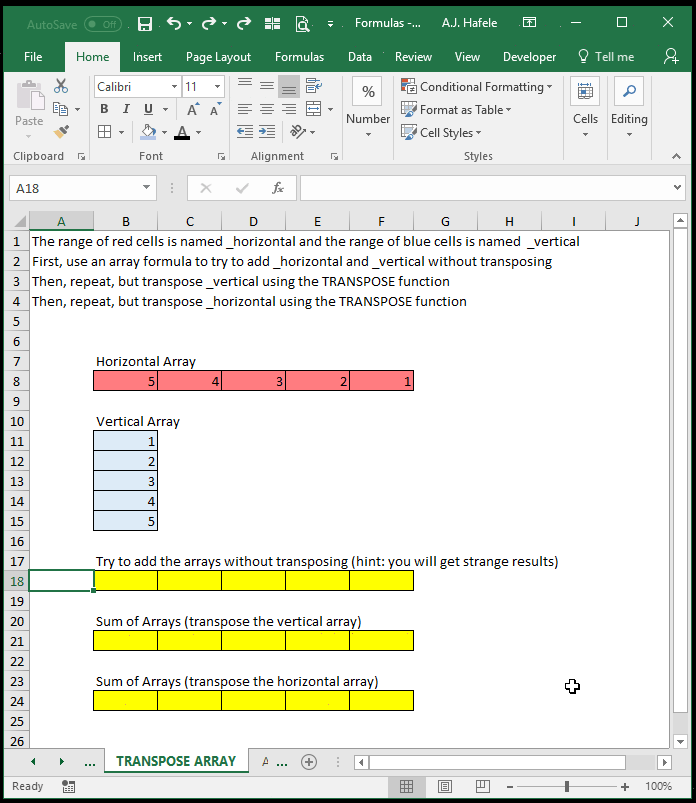 AutoSave Off Formulas -... A.J. Hafele
File Home Insert Page Layout Formulas Data Review View Developer Tell me
Paste
Calibri 11
B I U A A
A
%
Number
Conditional Formatting
Format as Table
Cell Styles
Cells
Editing
Clipboard Font Alignment Styles
A18 fx
A B C D E F G H I J
1 The range of red cells is named _horizontal and the range of blue cells is named _vertical
2 First, use an array formula to try to add _horizontal and _vertical without transposing
3 Then, repeat, but transpose _vertical using the TRANSPOSE function
4 Then, repeat, but transpose _horizontal using the TRANSPOSE function
5
6
7 Horizontal Array
8 5 4 3 2 1
9
10 Vertical Array
11 1
12 2
13 3
14 4
15 5
16
17 Try to add the arrays without transposing (hint: you will get strange results)
18
19
20 Sum of Arrays (transpose the vertical array)
21
22
23 Sum of Arrays (transpose the horizontal array)
24
25
26
... TRANSPOSE ARRAY A ...
Ready 100%